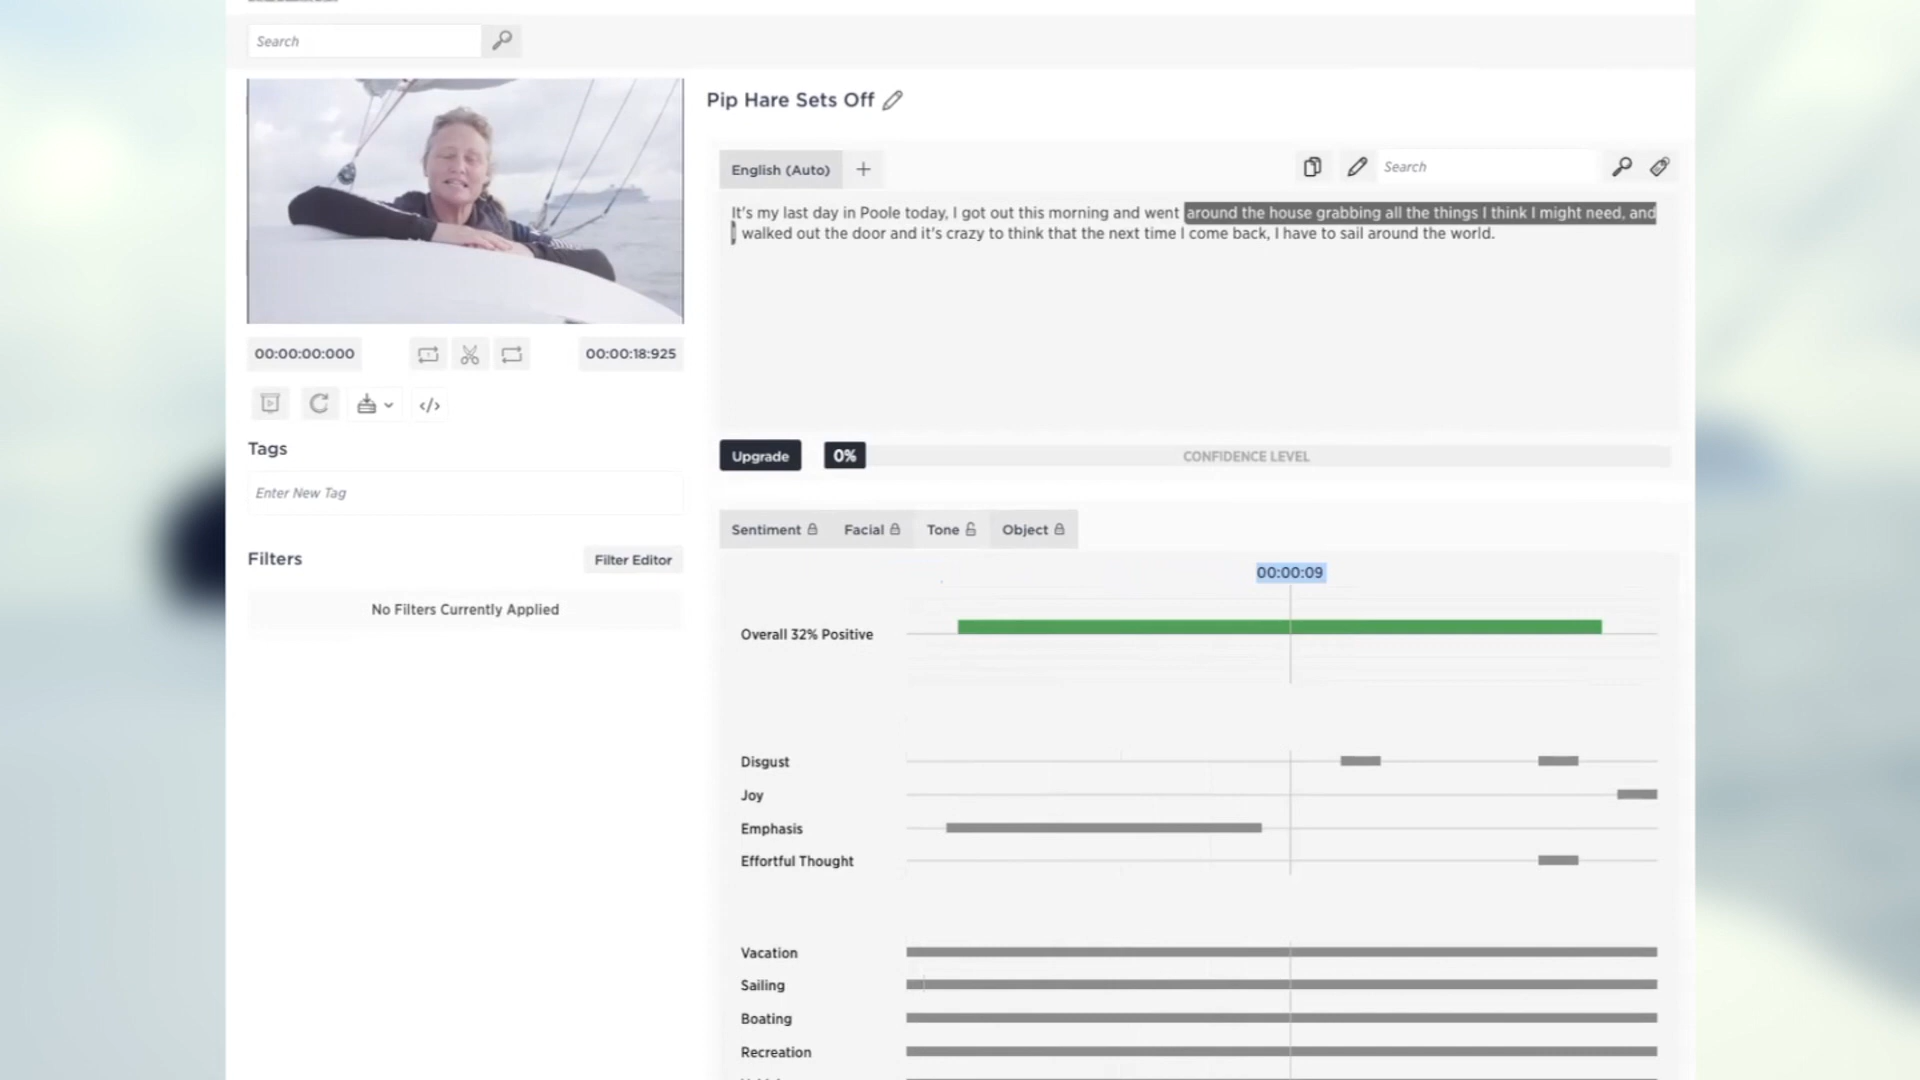 Search
Pip Hare Sets Off
English (Auto) +
Search
It's my last day in Poole today, I got out this morning and went around the house grabbing all the things I think I might need, and
walked out the door and it's crazy to think that the next time I come back, I have to sail around the world.
00:00:00:000
00:00:18:925
</>
Tags
Enter New Tag
Upgrade
0%
CONFIDENCE LEVEL
Filters
Filter Editor
No Filters Currently Applied
Sentiment
Facial
Tone
Object
00:00:09
Overall 32% Positive
Disgust
Joy
Emphasis
Effortful Thought
Vacation
Sailing
Boating
Recreation